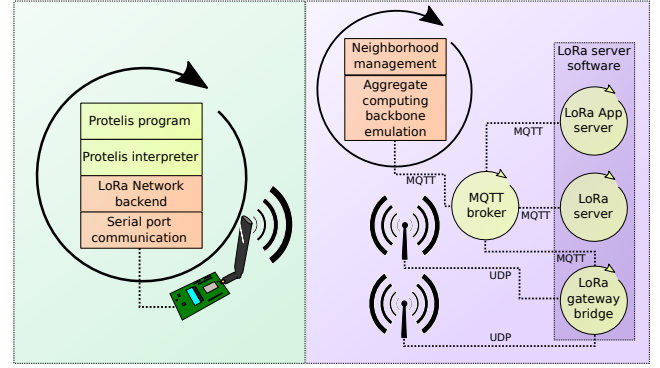 Protelis program
Protelis interpreter
LoRa Network
backend
Serial port
communication
Neighborhood
management
Aggregate
computing
backbone
emulation
MQTT
MQTT
broker
LoRa server
software
LoRa App
server
MQTT
LoRa
server
MQTT
MQTT
LoRa
gateway
bridge
UDP
UDP